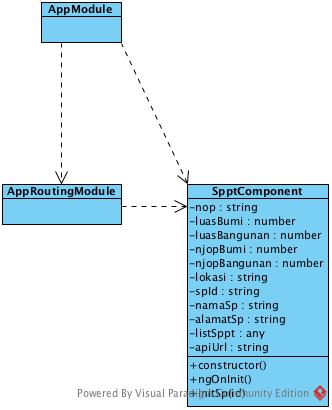 AppModule
AppRoutingModule
SpptComponent
-nop : string
-luasBumi : number
-luasBangunan : number
-njopBumi : number
-njopBangunan : number
-lokasi : string
-spId : string
-namaSp : string
-alamatSp : string
-listSppt : any
-apiUrl : string
+constructor()
+ngOnInit()
+initSp(id)
Powered By Visual Paradigm Community Edition